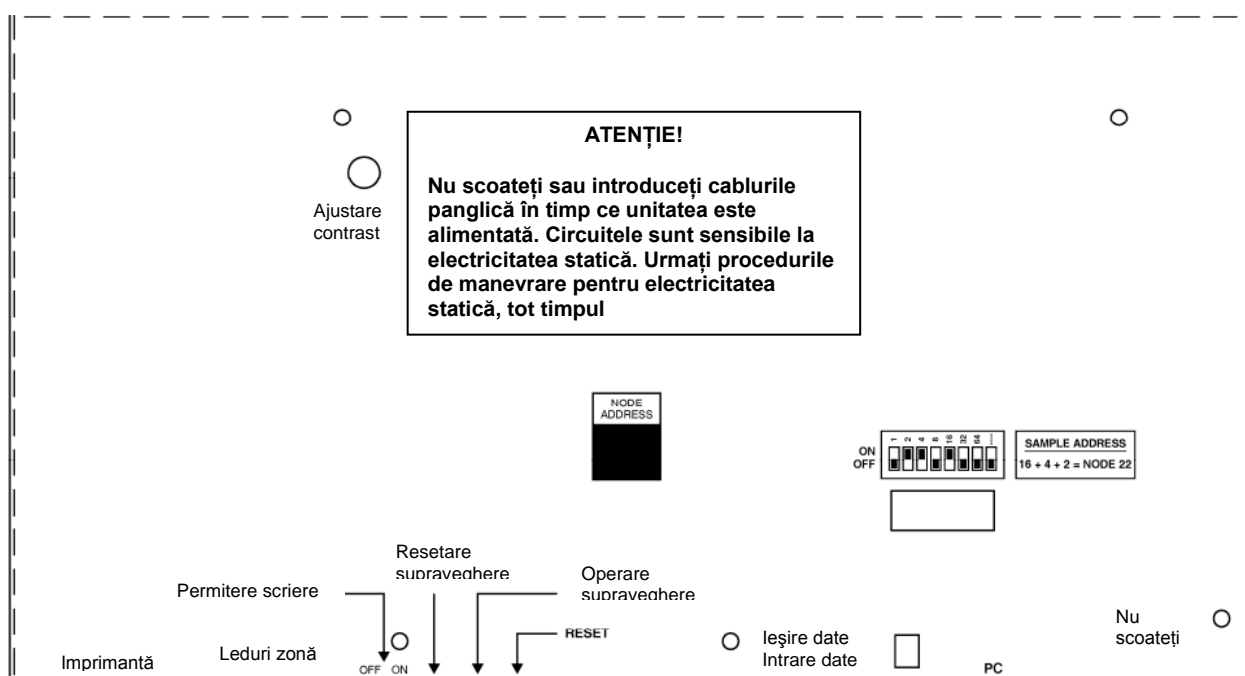 ATENȚIE!
Nu scoateți sau introduceți cablurile
panglică în timp ce unitatea este
alimentată. Circuitele sunt sensibile la
electricitatea statică. Urmați procedurile
de manevrare pentru electricitatea
statică, tot timpul
Ajustare
contrast
NODE
ADDRESS
ON
OFF
1 2 4 8 16 32 64 ----
SAMPLE ADDRESS
16 + 4 + 2 = NODE 22
Resetare
supraveghere
Operare
supraveghere
Permitere scriere
RESET
Nu
scoateți
Ieşire date
Intrare date
Leduri zonă
Imprimantă
OFF ON
PC